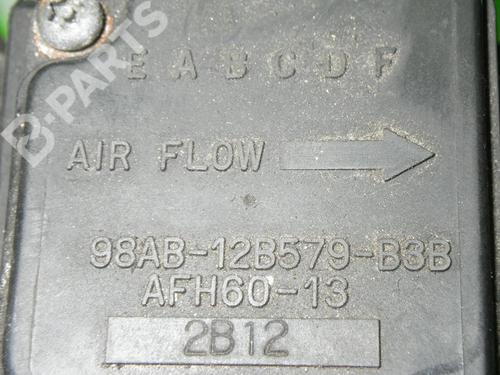 B-PARTS
E A B C D F
AIR FLOW
98AB-12B579-B3B
AFH60-13
2B12